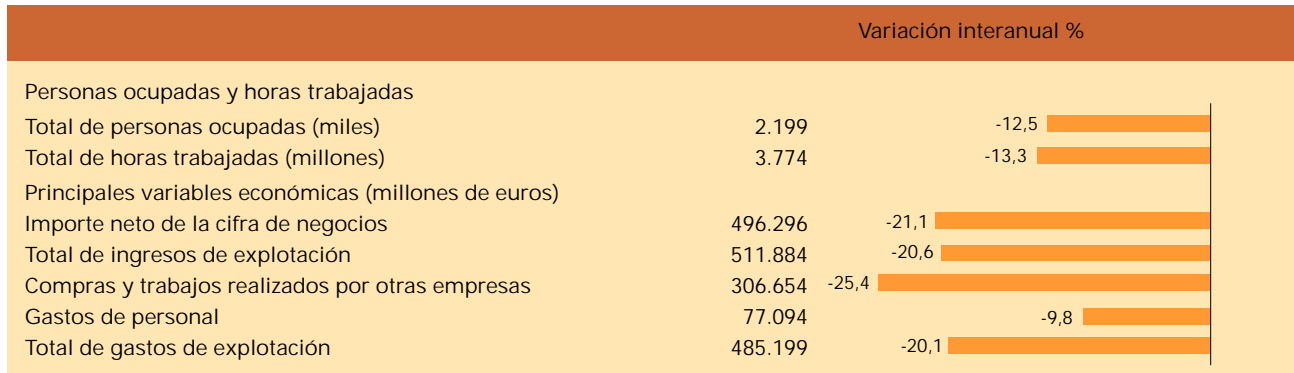 Variación interanual %
Personas ocupadas y horas trabajadas
Total de personas ocupadas (miles) 2.199 -12,5
Total de horas trabajadas (millones) 3.774 -13,3
Principales variables económicas (millones de euros)
Importe neto de la cifra de negocios 496.296 -21,1
Total de ingresos de explotación 511.884 -20,6
Compras y trabajos realizados por otras empresas 306.654 -25,4
Gastos de personal 77.094 -9,8
Total de gastos de explotación 485.199 -20,1